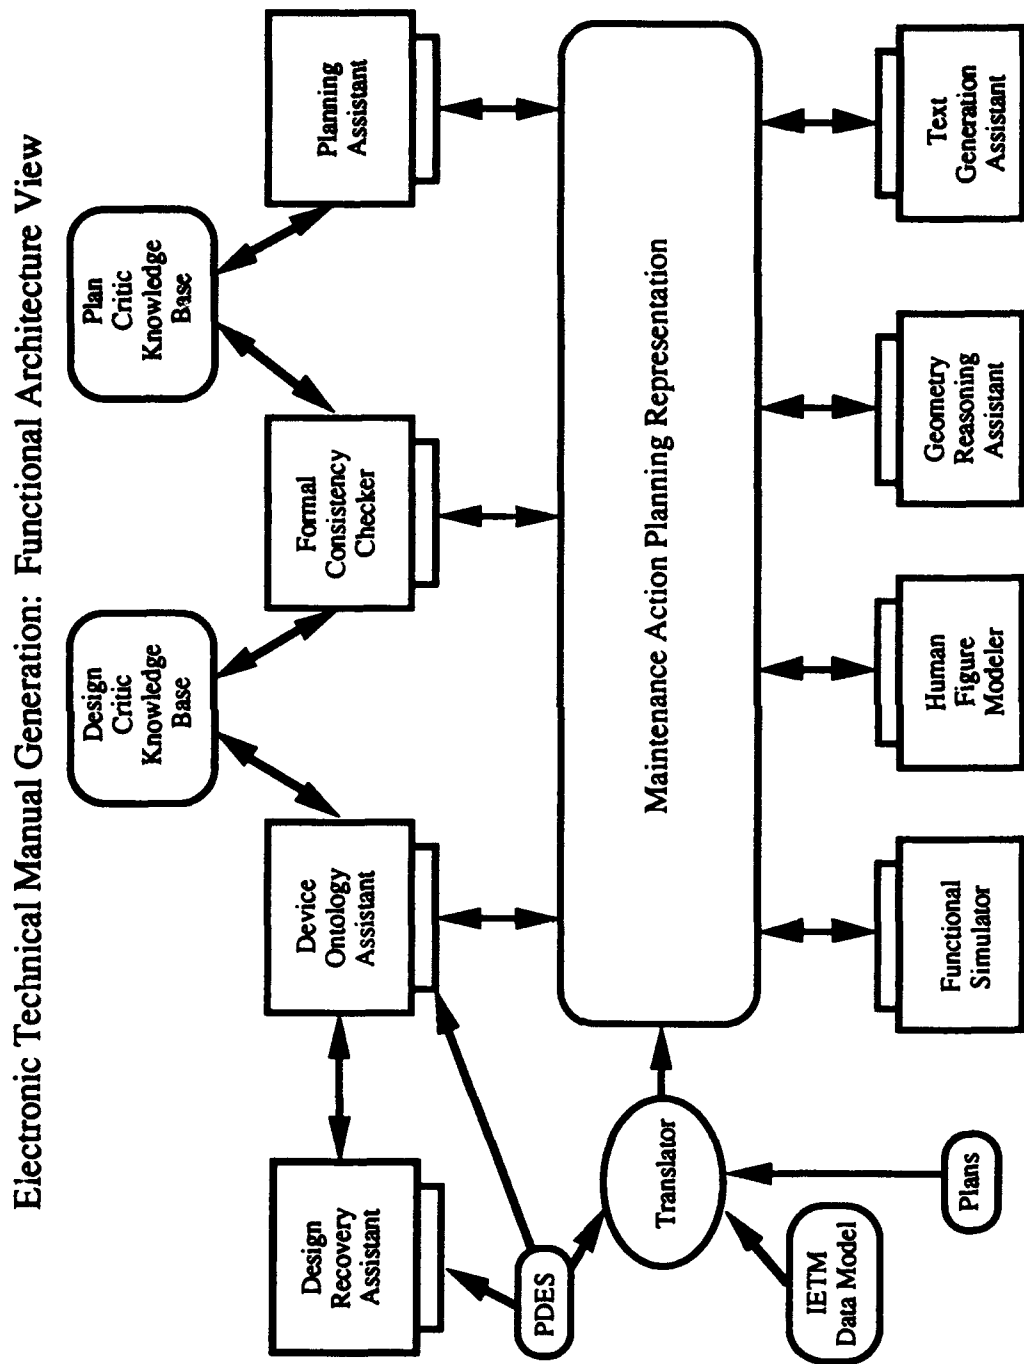 Electronic Technical Manual Generation: Functional Architecture View
Design
Critic
Knowledge
Base
Plan
Critic
Knowledge
Base
Design
Recovery
Assistant
Device
Ontology
Assistant
Formal
Consistency
Checker
Planning
Assistant
PDES
Translator
Maintenance Action Planning Representation
IETM
Data Model
Plans
Functional
Simulator
Human
Figure
Modeler
Geometry
Reasoning
Assistant
Text
Generation
Assistant